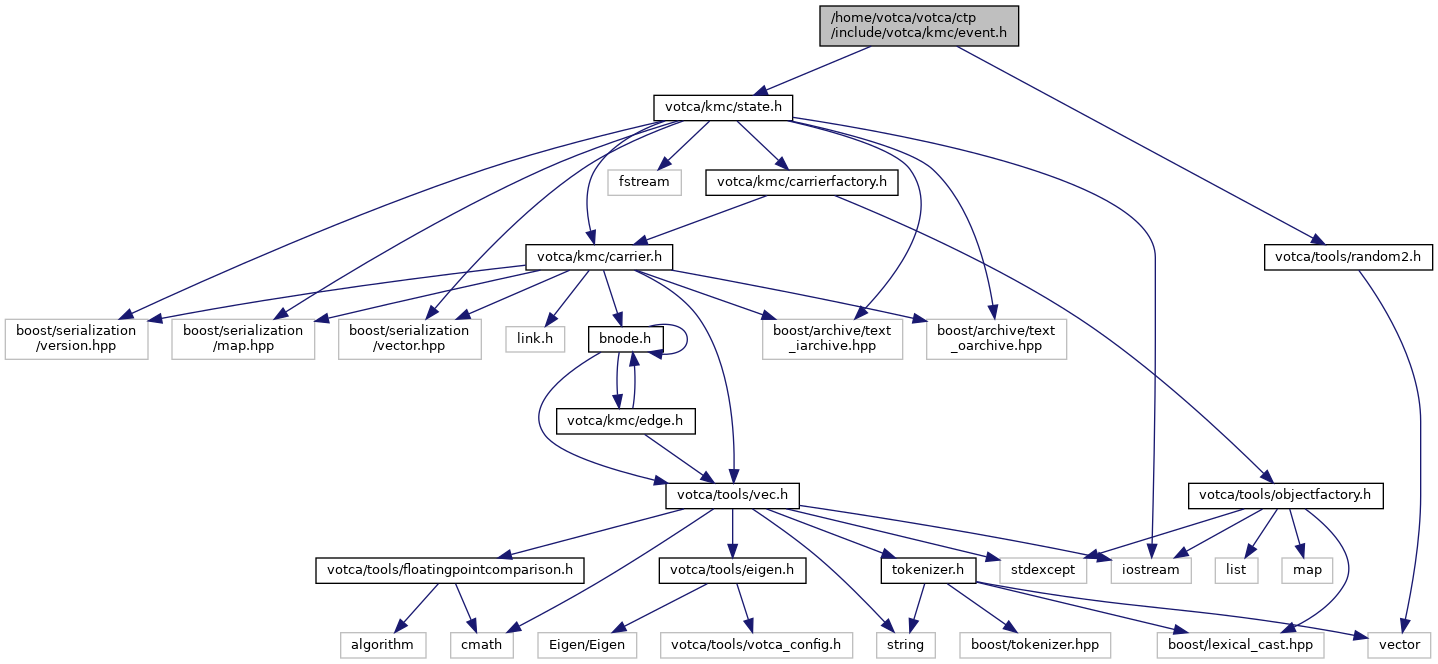 /home/votca/votca/ctp
/include/votca/kmc/event.h
votca/kmc/state.h
fstream
votca/kmc/carrierfactory.h
votca/kmc/carrier.h
votca/tools/random2.h
boost/serialization
/version.hpp
boost/serialization
/map.hpp
boost/serialization
/vector.hpp
link.h
bnode.h
boost/archive/text
_iarchive.hpp
boost/archive/text
_oarchive.hpp
votca/kmc/edge.h
votca/tools/vec.h
votca/tools/objectfactory.h
votca/tools/floatingpointcomparison.h
votca/tools/eigen.h
tokenizer.h
stdexcept
iostream
list
map
algorithm
cmath
Eigen/Eigen
votca/tools/votca_config.h
string
boost/tokenizer.hpp
boost/lexical_cast.hpp
vector